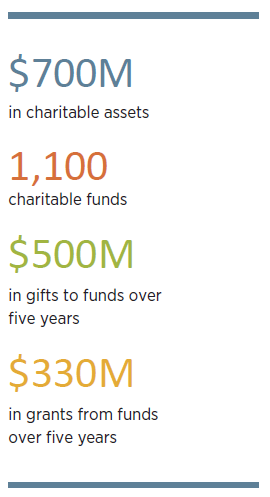 $700M
in charitable assets
1,100
charitable funds
$500M
in gifts to funds over
five years
$330M
in grants from funds
over five years